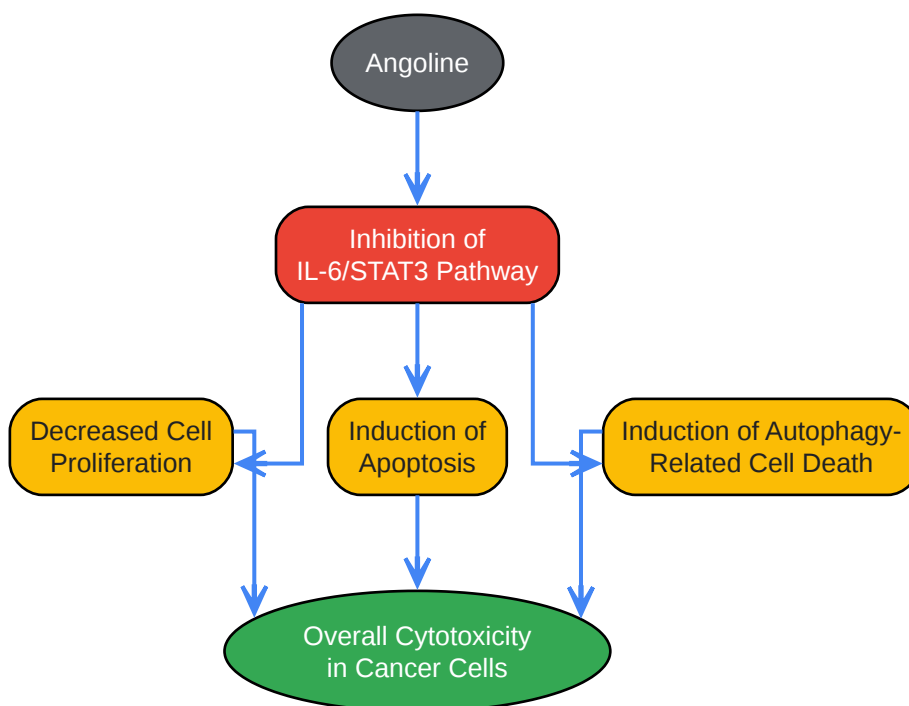 Angoline
Inhibition of
IL-6/STAT3 Pathway
Decreased Cell
Proliferation
Induction of
Apoptosis
Induction of Autophagy-
Related Cell Death
Overall Cytotoxicity
in Cancer Cells